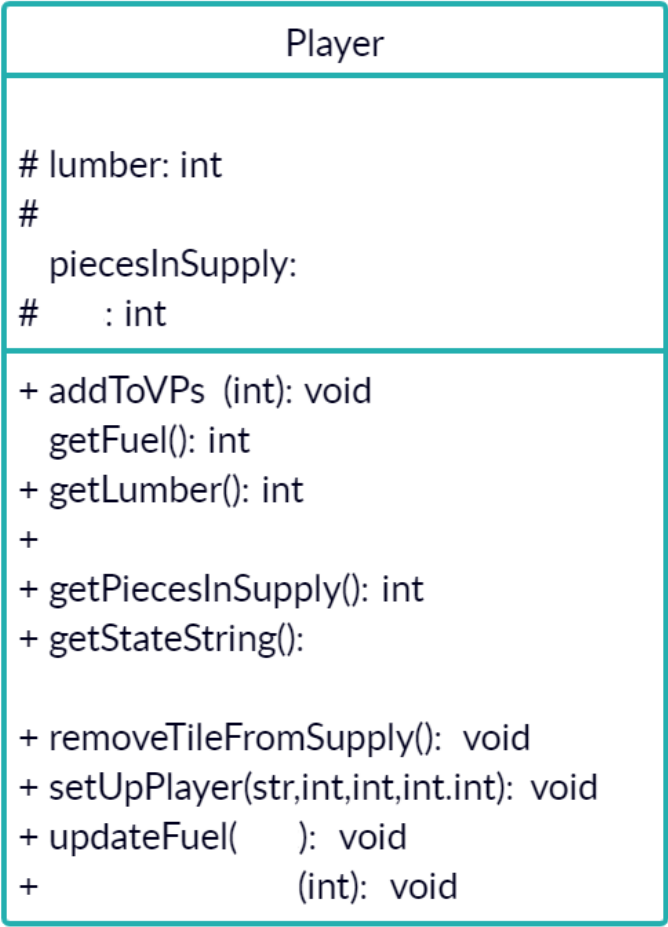 Player
# lumber: int
#
piecesInSupply:
# : int
+ addToVPs (int): void
getFuel(): int
+ getLumber(): int
+
+ getPiecesInSupply(): int
+ getStateString():
+ removeTileFromSupply(): void
+ setUpPlayer(str,int,int,int.int): void
+ updateFuel( ): void
+ (int): void